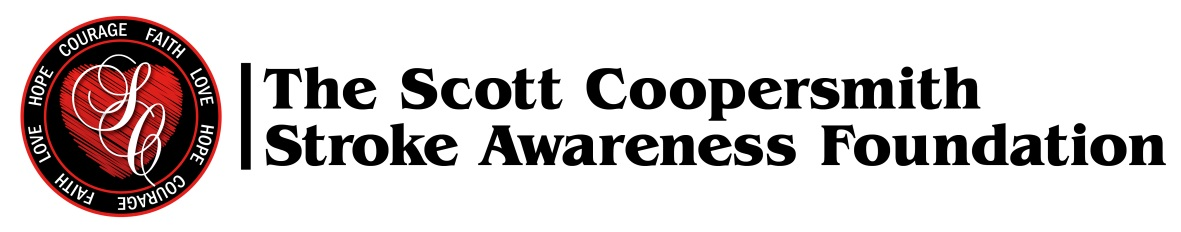 COURAGE FAITH LOVE HOPE COURAGE FAITH LOVE HOPE
SC
The Scott Coopersmith
Stroke Awareness Foundation